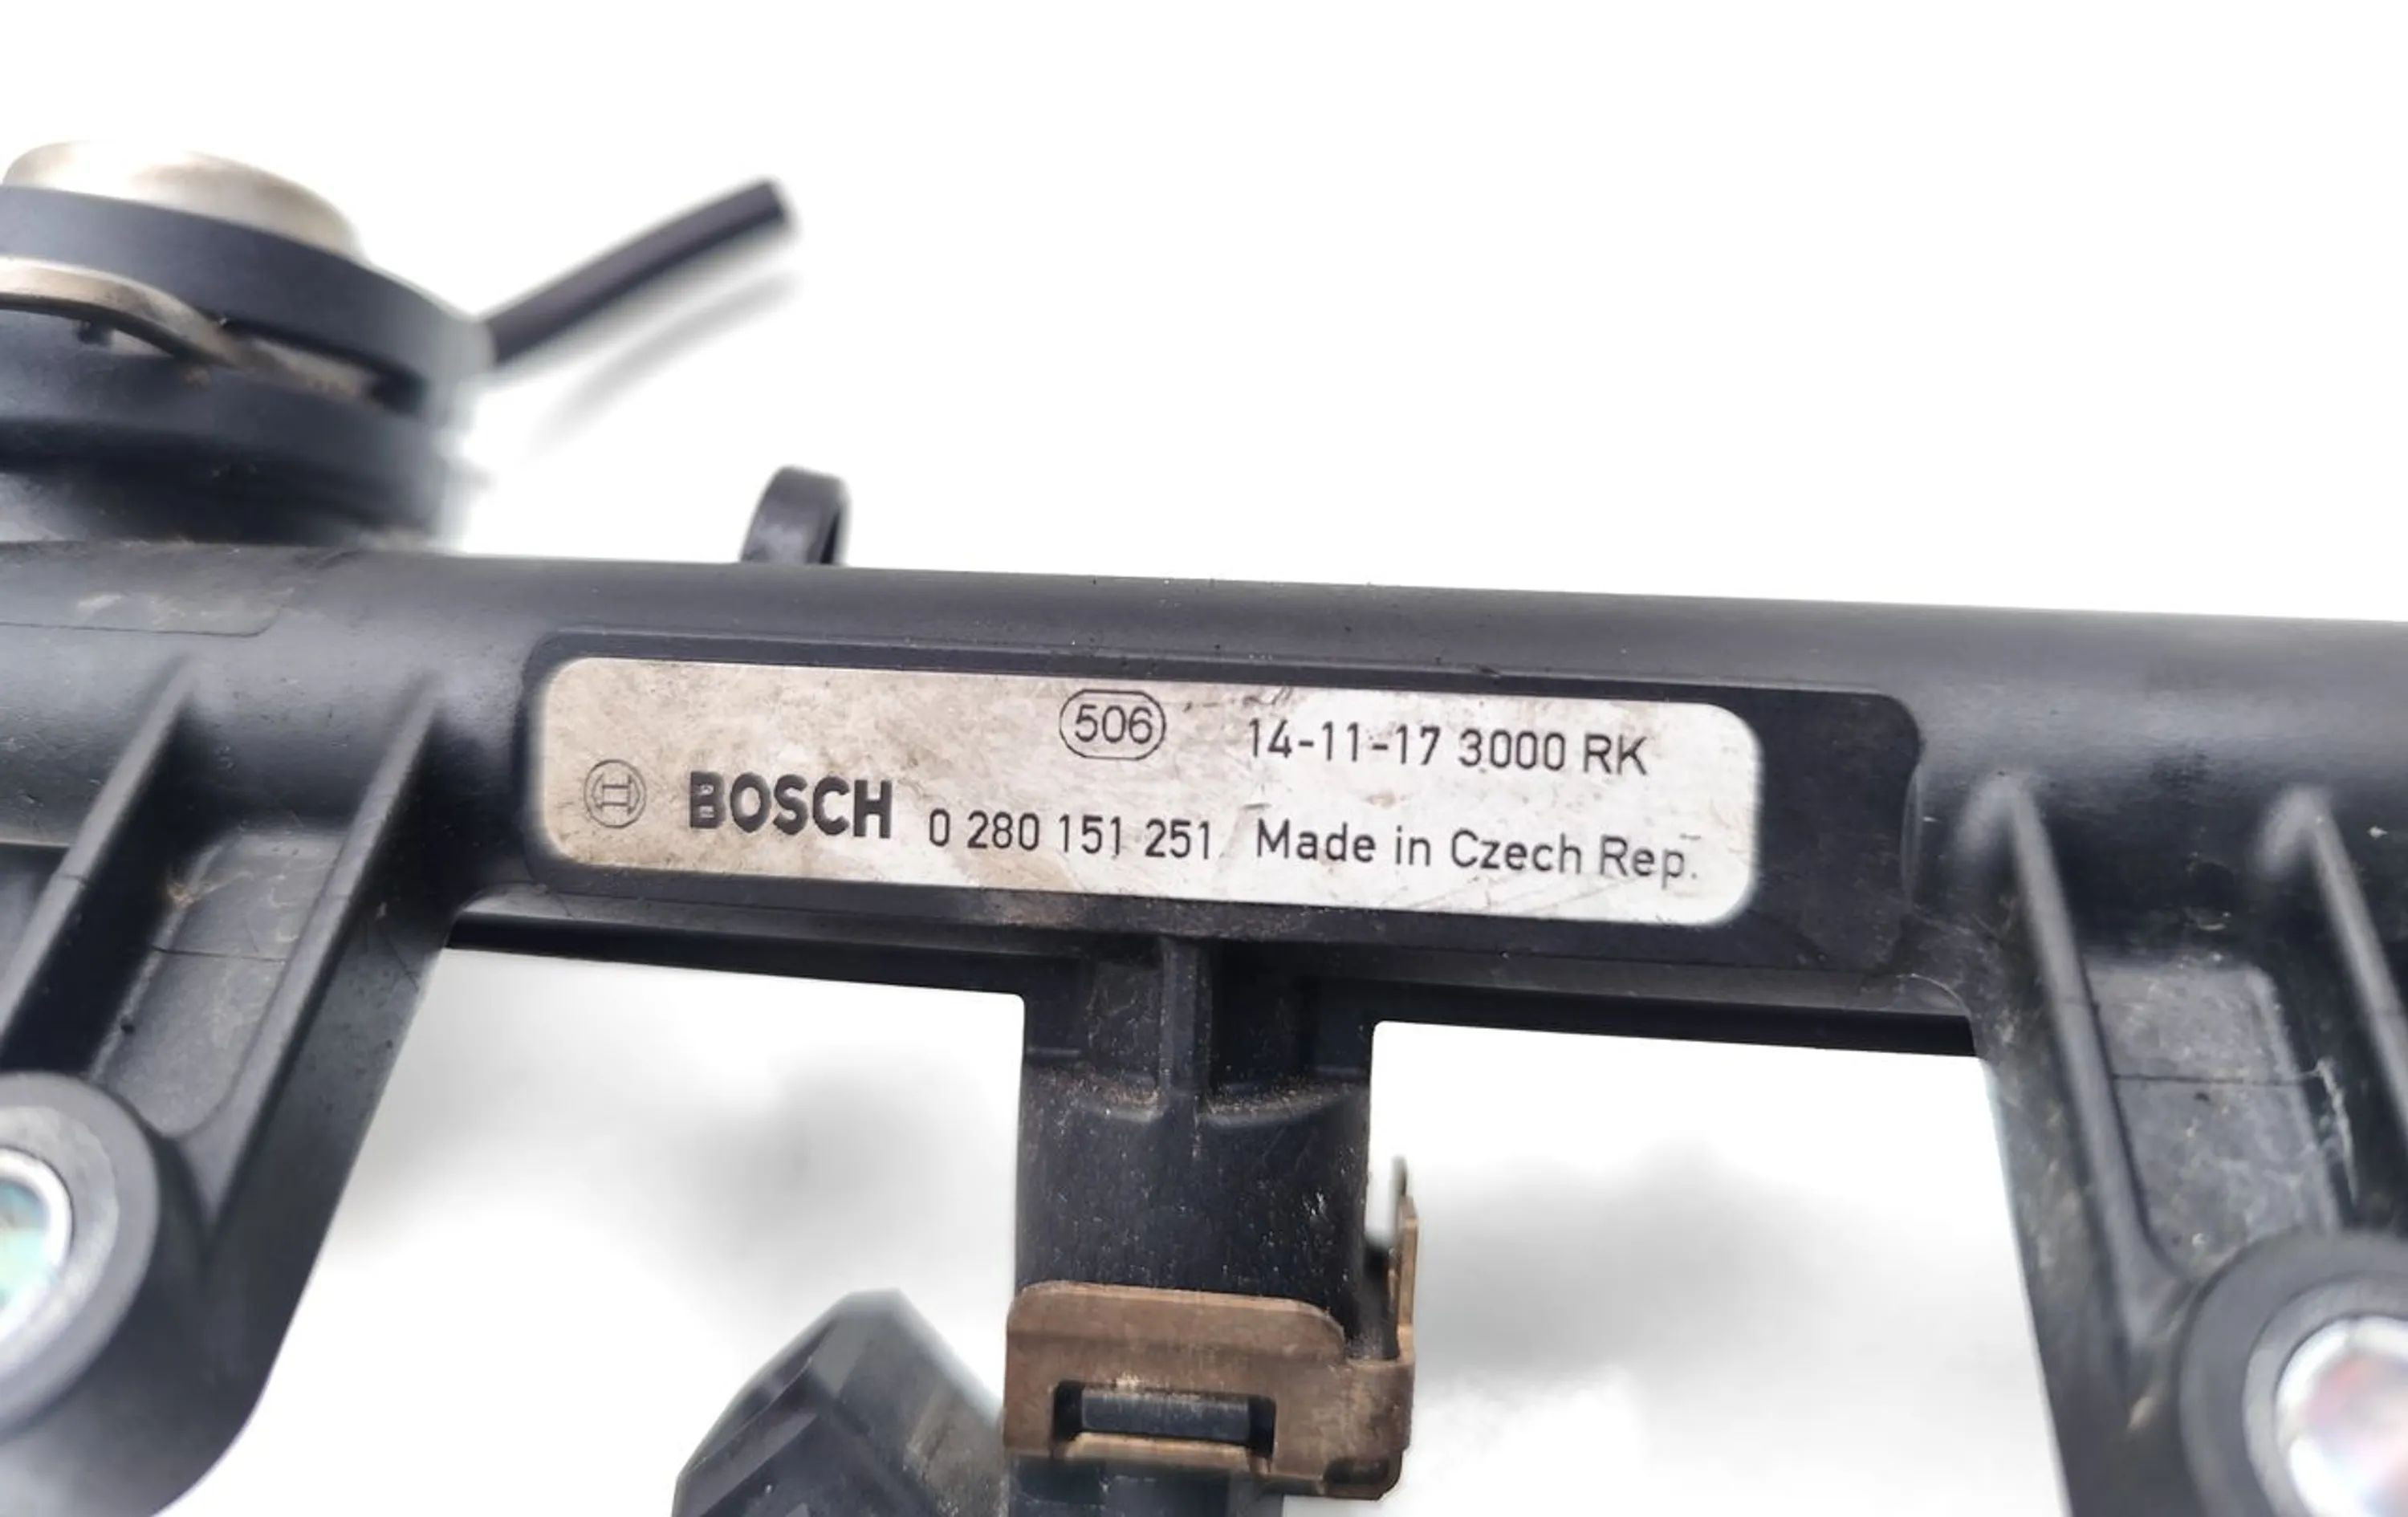 506 14-11-17 3000 RK
BOSCH 0 280 151 251 Made in Czech Rep.